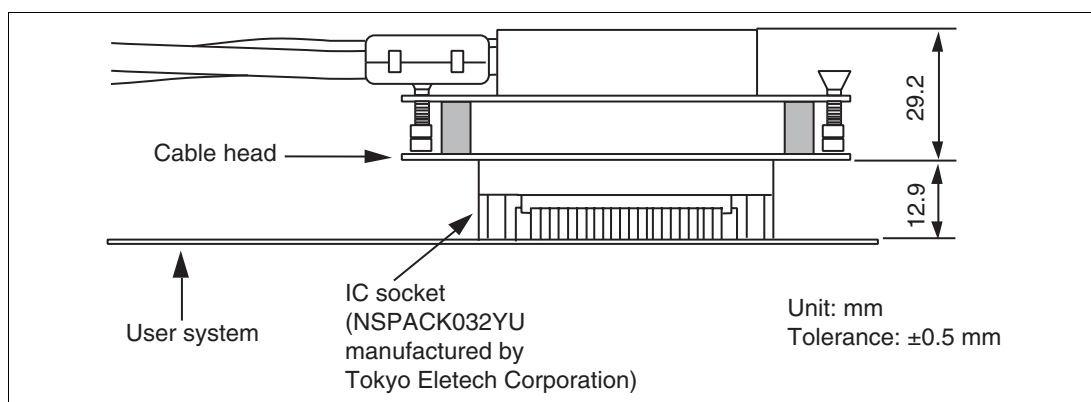 29.2
Cable head
12.9
IC socket
(NSPACK032YU
manufactured by
Tokyo Eletech Corporation)
User system
Unit: mm
Tolerance: ±0.5 mm